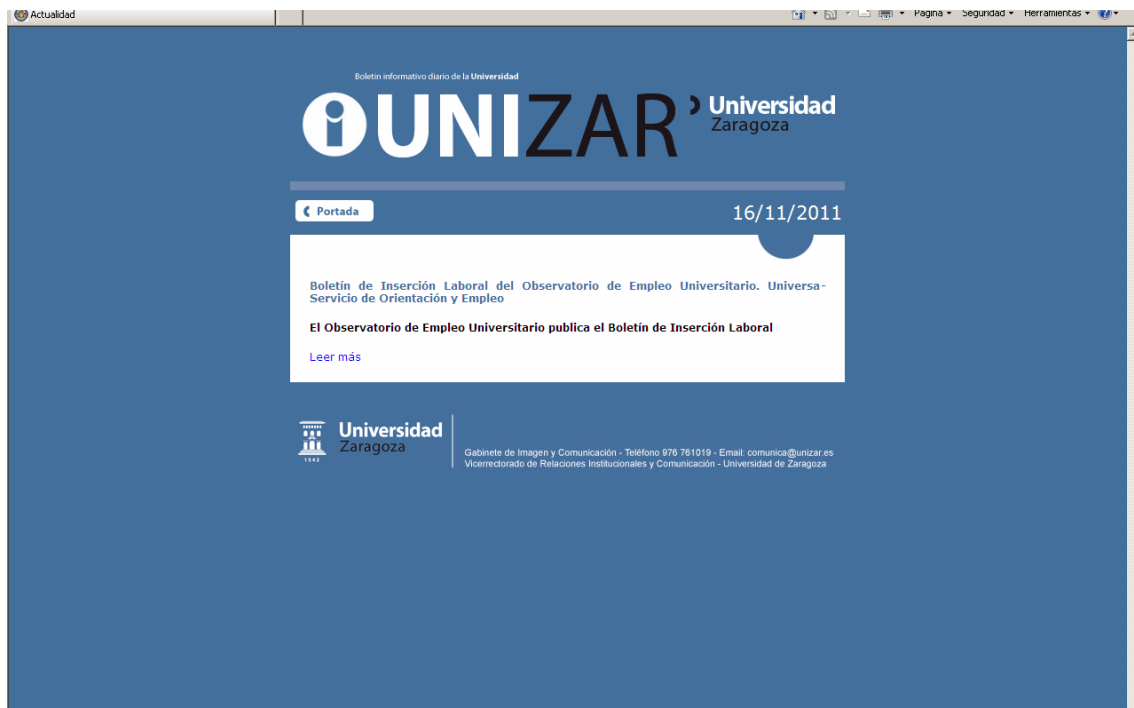 Actualidad
Página Seguridad Herramientas
Boletin informativo diario de la Universidad
iUNIZAR
Universidad
Zaragoza
Portada
16/11/2011
Boletín de Inserción Laboral del Observatorio de Empleo Universitario. Universa-
Servicio de Orientación y Empleo
El Observatorio de Empleo Universitario publica el Boletín de Inserción Laboral
Leer más
Universidad
Zaragoza
1542
Gabinete de Imagen y Comunicación - Teléfono 976 761019 - Email: comunica@unizar.es
Vicerrectorado de Relaciones Institucionales y Comunicación - Universidad de Zaragoza